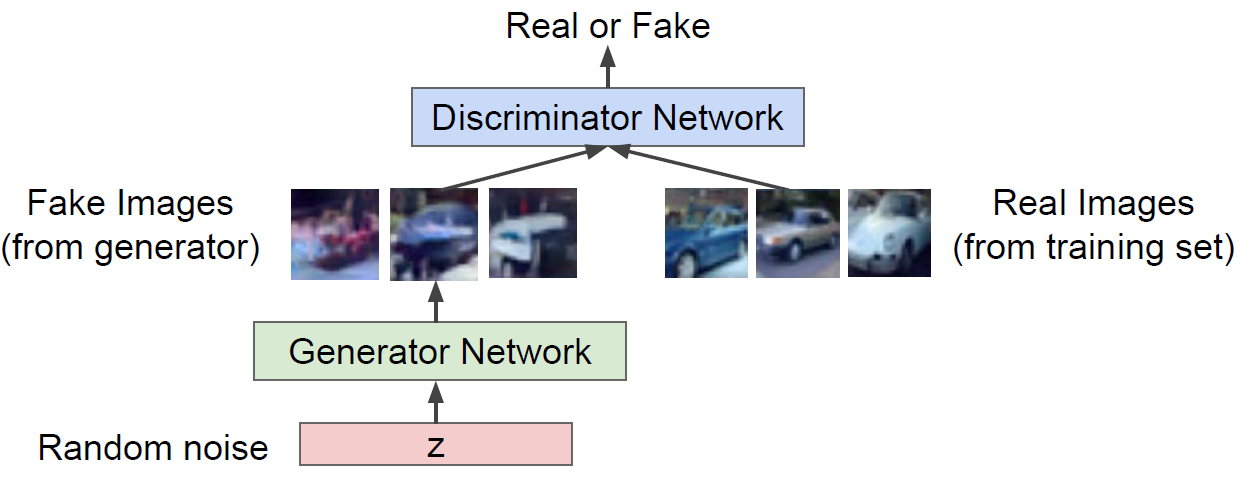 Real or Fake
Discriminator Network
Fake Images
(from generator)
Real Images
(from training set)
Generator Network
Random noise
z